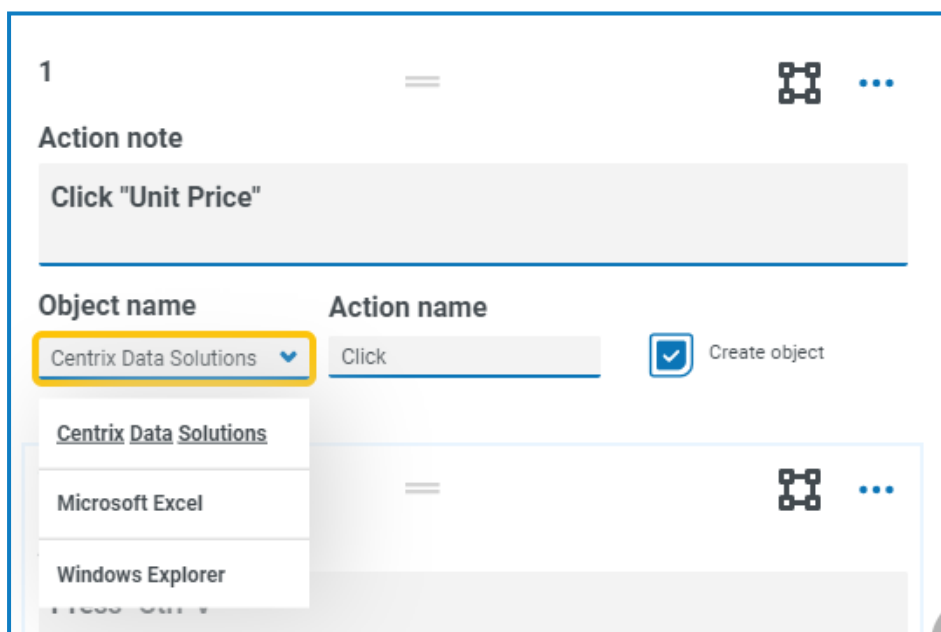 1
Action note
Click "Unit Price"
Object name
Action name
Centrix Data Solutions
Click
Create object
Centrix Data Solutions
Microsoft Excel
Windows Explorer